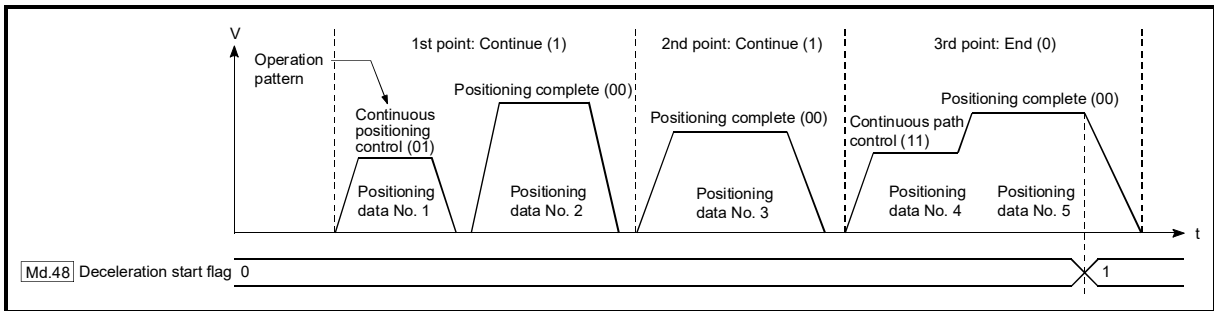 V
Operation
pattern
1st point: Continue (1)
2nd point: Continue (1)
3rd point: End (0)
Continuous
positioning
control (01)
Positioning complete (00)
Positioning complete (00)
Continuous path
control (11)
Positioning complete (00)
Positioning
data No. 1
Positioning
data No. 2
Positioning
data No. 3
Positioning
data No. 4
Positioning
data No. 5
t
Md.48 Deceleration start flag 0 1